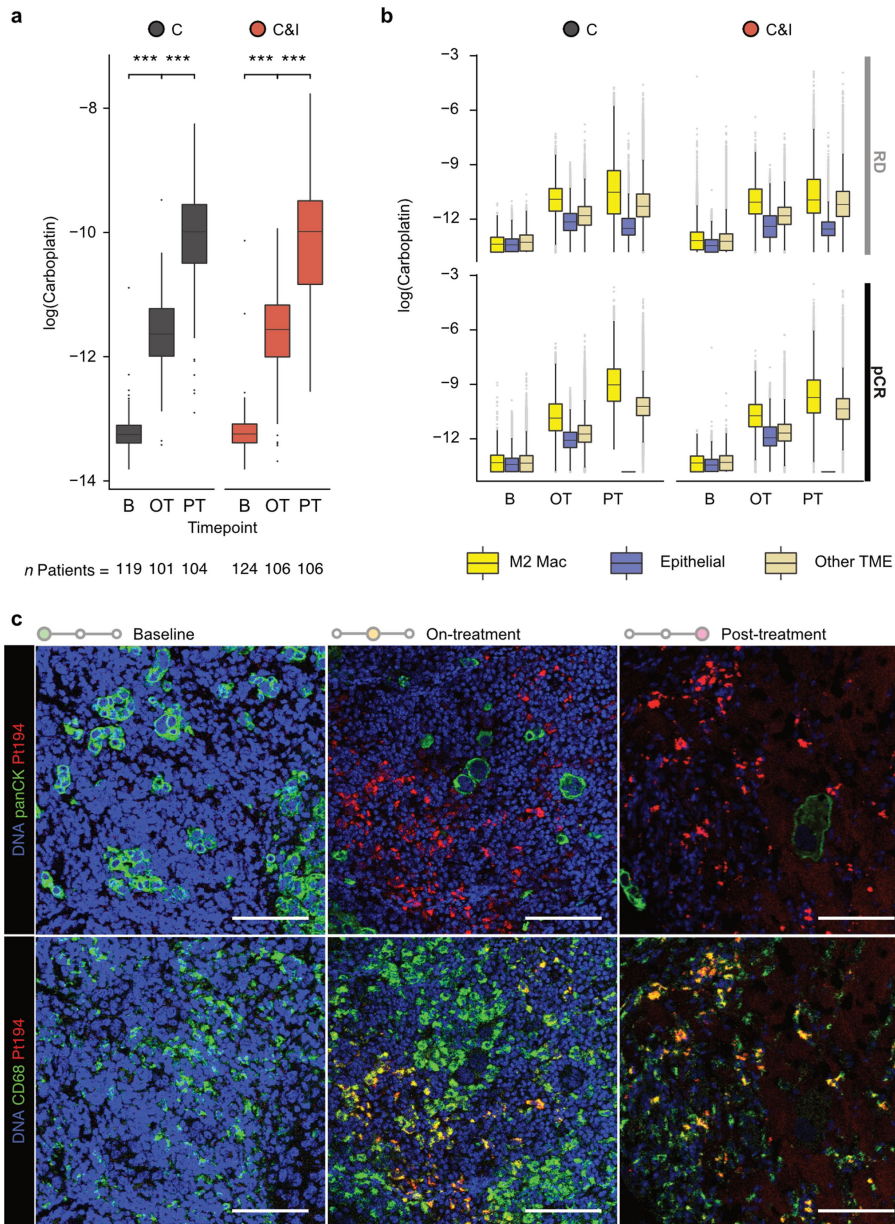 a
C
C&I
*** ***
*** ***
log(Carboplatin)
−8
−10
−12
−14
B OT PT
B OT PT
Timepoint
n Patients = 119 101 104 124 106 106
b
C
C&I
log(Carboplatin)
−3
−6
−9
−12
RD
−3
−6
−9
−12
pCR
B OT PT
B OT PT
M2 Mac
Epithelial
Other TME
c
Baseline
On-treatment
Post-treatment
DNA panCK Pt194
DNA CD68 Pt194